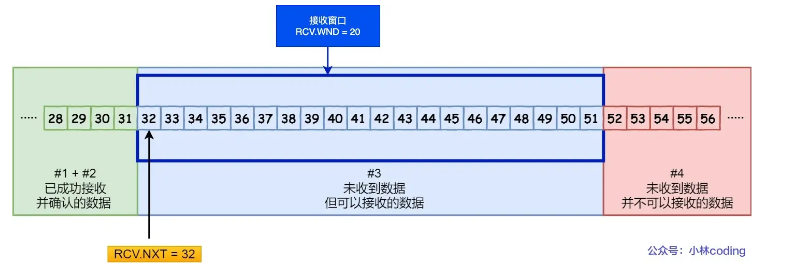 接收窗口
RCV.WND = 20
..... 28 29 30 31 32 33 34 35 36 37 38 39 40 41 42 43 44 45 46 47 48 49 50 51 52 53 54 55 56 .....
#1 + #2
已成功接收
并确认的数据
#3
未收到数据
但可以接收的数据
#4
未收到数据
并不可以接收的数据
RCV.NXT = 32
公众号：小林coding